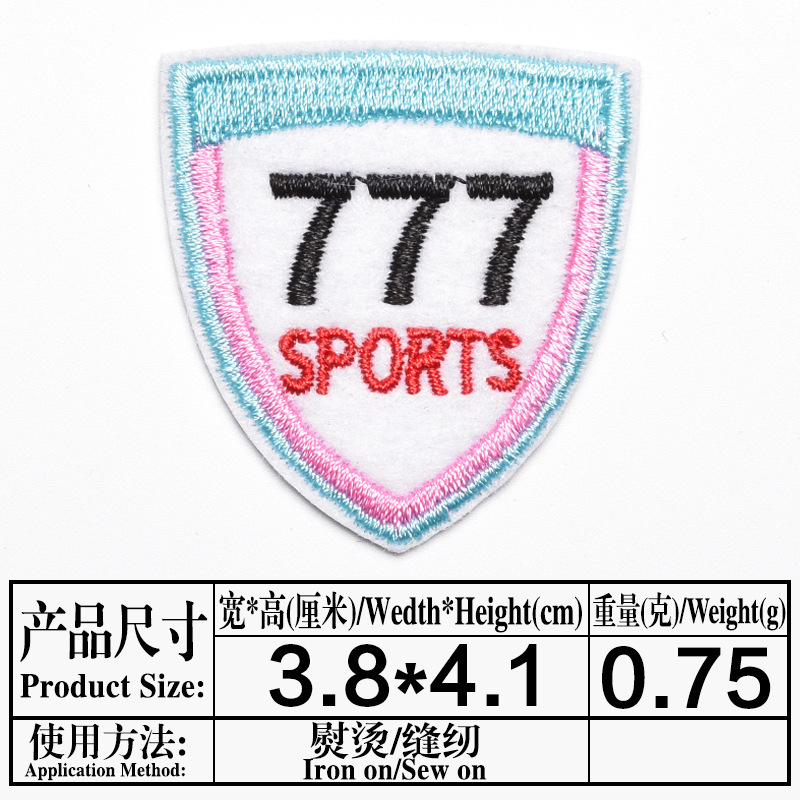 777
SPORTS
产品尺寸
Product Size:
宽*高(厘米)/Wedth*Height(cm)
重量(克)/Weight(g)
3.8*4.1
0.75
使用方法:
Application Method:
熨烫/缝纫
Iron on/Sew on